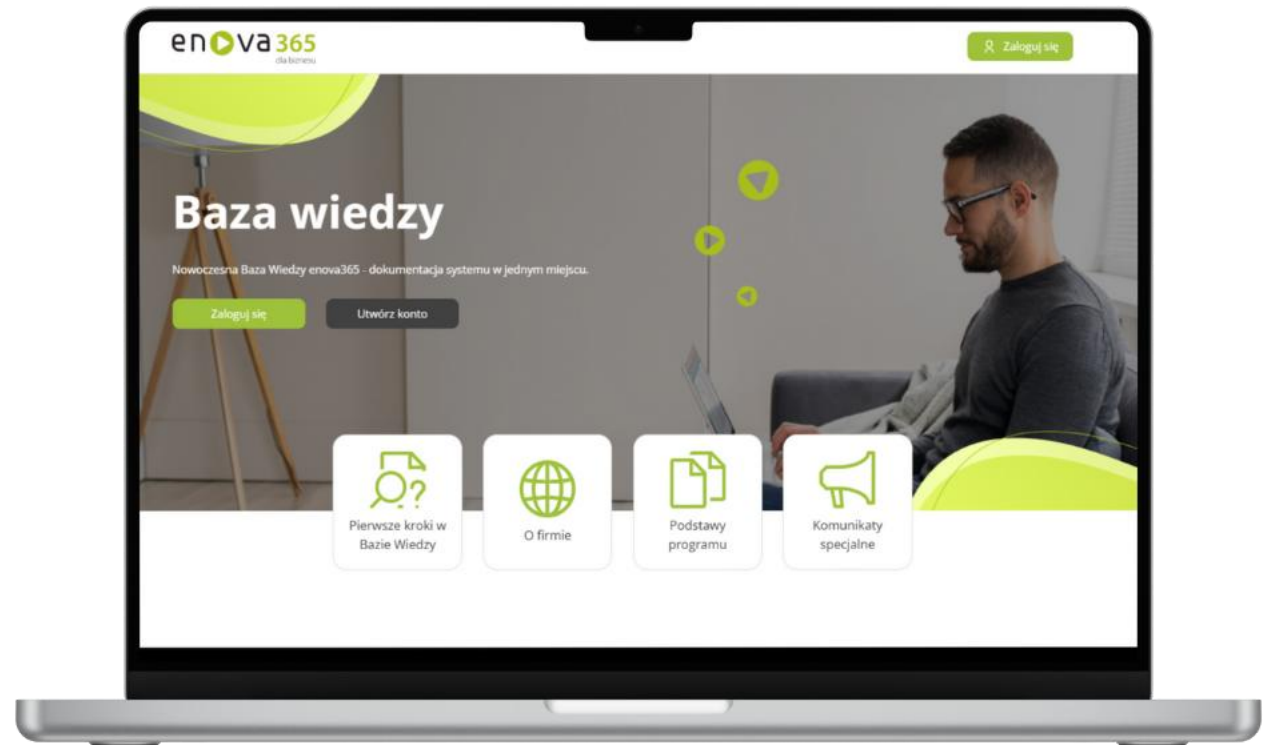 enova365
dla biznesu
Zaloguj się
Baza wiedzy
Nowoczesna Baza Wiedzy enova365 - dokumentacja systemu w jednym miejscu.
Zaloguj się
Utwórz konto
Pierwsze kroki w
Bazie Wiedzy
O firmie
Podstawy
programu
Komunikaty
specjalne